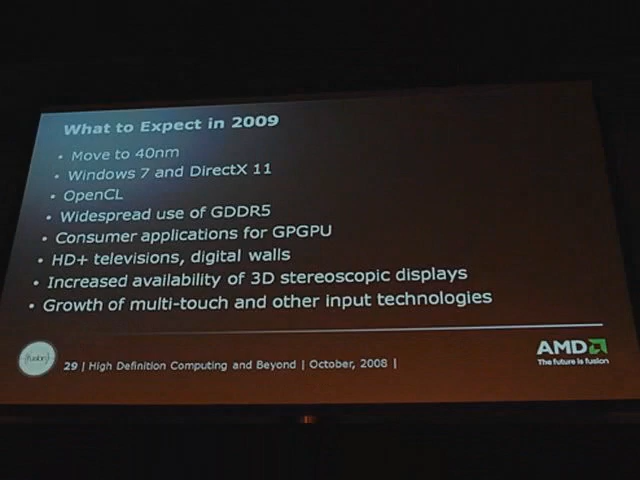 What to Expect in 2009
• Move to 40nm
• Windows 7 and DirectX 11
• OpenCL
• Widespread use of GDDR5
• Consumer applications for GPGPU
• HD+ televisions, digital walls
• Increased availability of 3D stereoscopic displays
• Growth of multi-touch and other input technologies
fusion
29 | High Definition Computing and Beyond | October, 2008 |
AMD
The future is fusion